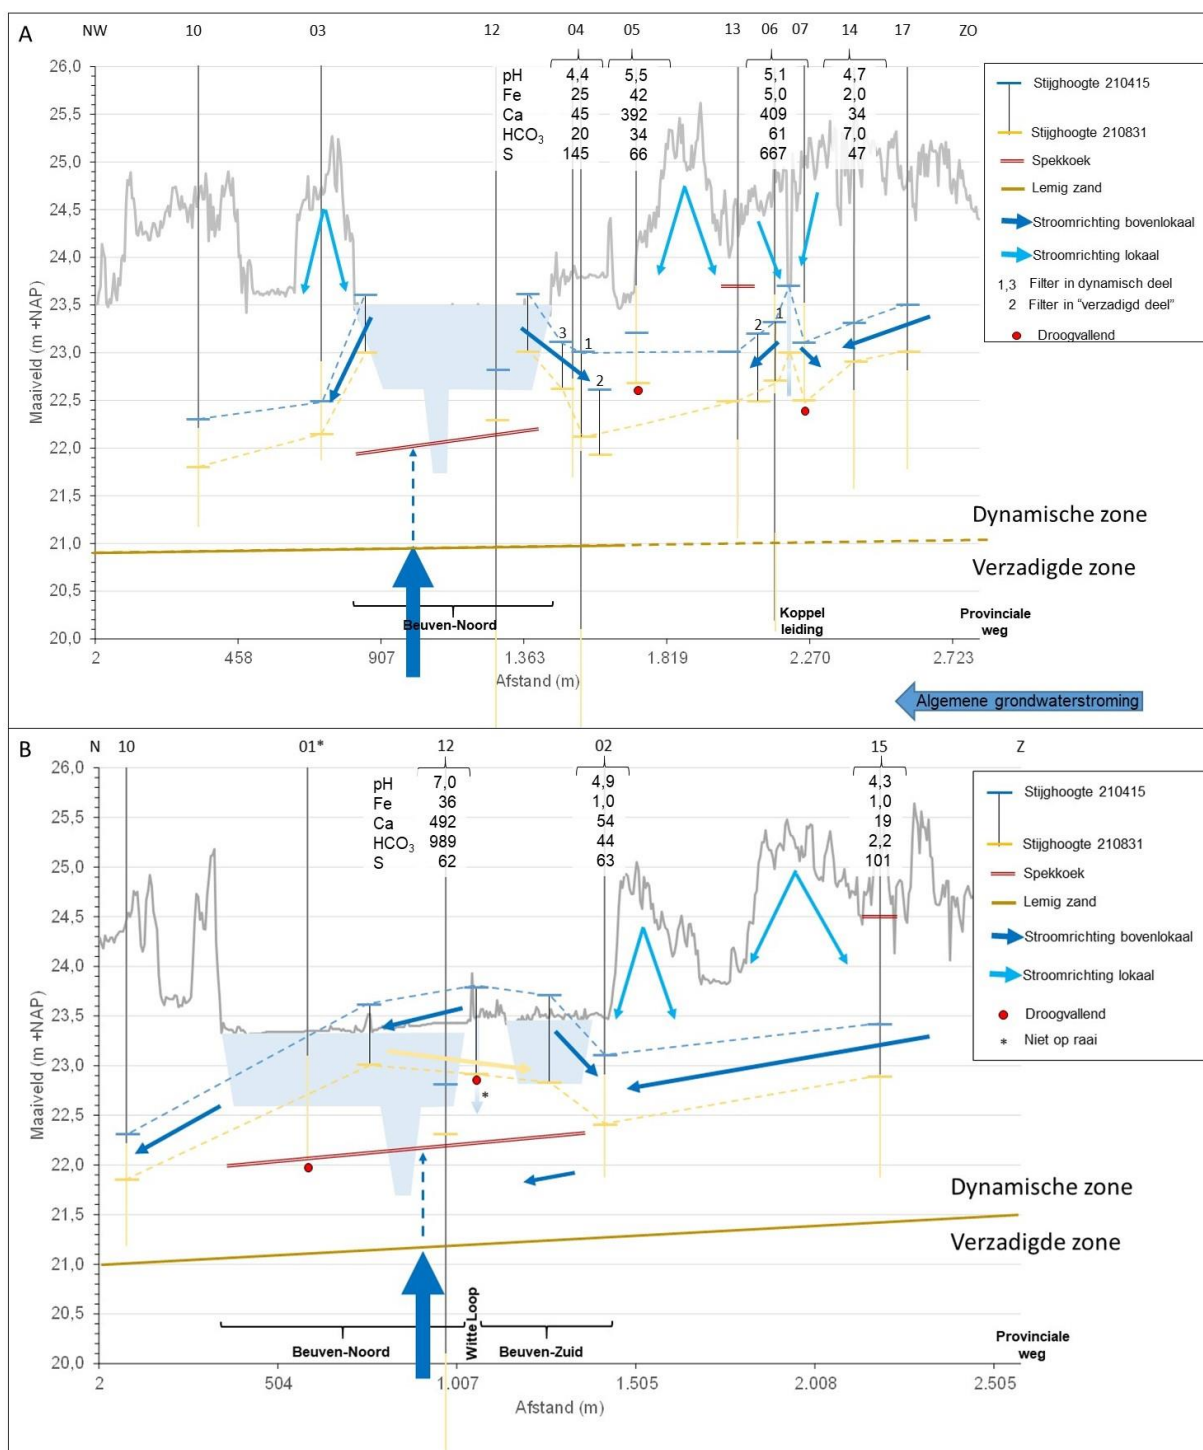 A
NW 10 03 12 04 05 13 06 07 14 17 ZO
26,0
25,5
25,0
24,5
24,0
23,5
23,0
22,5
22,0
21,5
21,0
20,5
20,0
Maaiveld (m +NAP)
pH 4,4 5,5 5,1 4,7
Fe 25 42 5,0 2,0
Ca 45 392 409 34
HCO3 20 34 61 7,0
S 145 66 667 47
3
1
2
2
1
Stijghoogte 210415
Stijghoogte 210831
Spekkoek
Lemig zand
Stroomrichting bovenlokaal
Stroomrichting lokaal
1,3 Filter in dynamisch deel
2 Filter in "verzadigd deel"
Droogvallend
Dynamische zone
Verzadigde zone
Beuven-Noord
Koppel
leiding
Provinciale
weg
2 458 907 1.363 1.819 2.270 2.723
Afstand (m)
Algemene grondwaterstroming
B
N 10 01* 12 02 15 Z
26,0
25,5
25,0
24,5
24,0
23,5
23,0
22,5
22,0
21,5
21,0
20,5
20,0
Maaiveld (m +NAP)
pH 7,0 4,9 4,3
Fe 36 1,0 1,0
Ca 492 54 19
HCO3 989 44 2,2
S 62 63 101
*
Stijghoogte 210415
Stijghoogte 210831
Spekkoek
Lemig zand
Stroomrichting bovenlokaal
Stroomrichting lokaal
Droogvallend
* Niet op raai
Dynamische zone
Verzadigde zone
Beuven-Noord
Witte Loop
Beuven-Zuid
Provinciale
weg
2 504 1.007 1.505 2.008 2.505
Afstand (m)